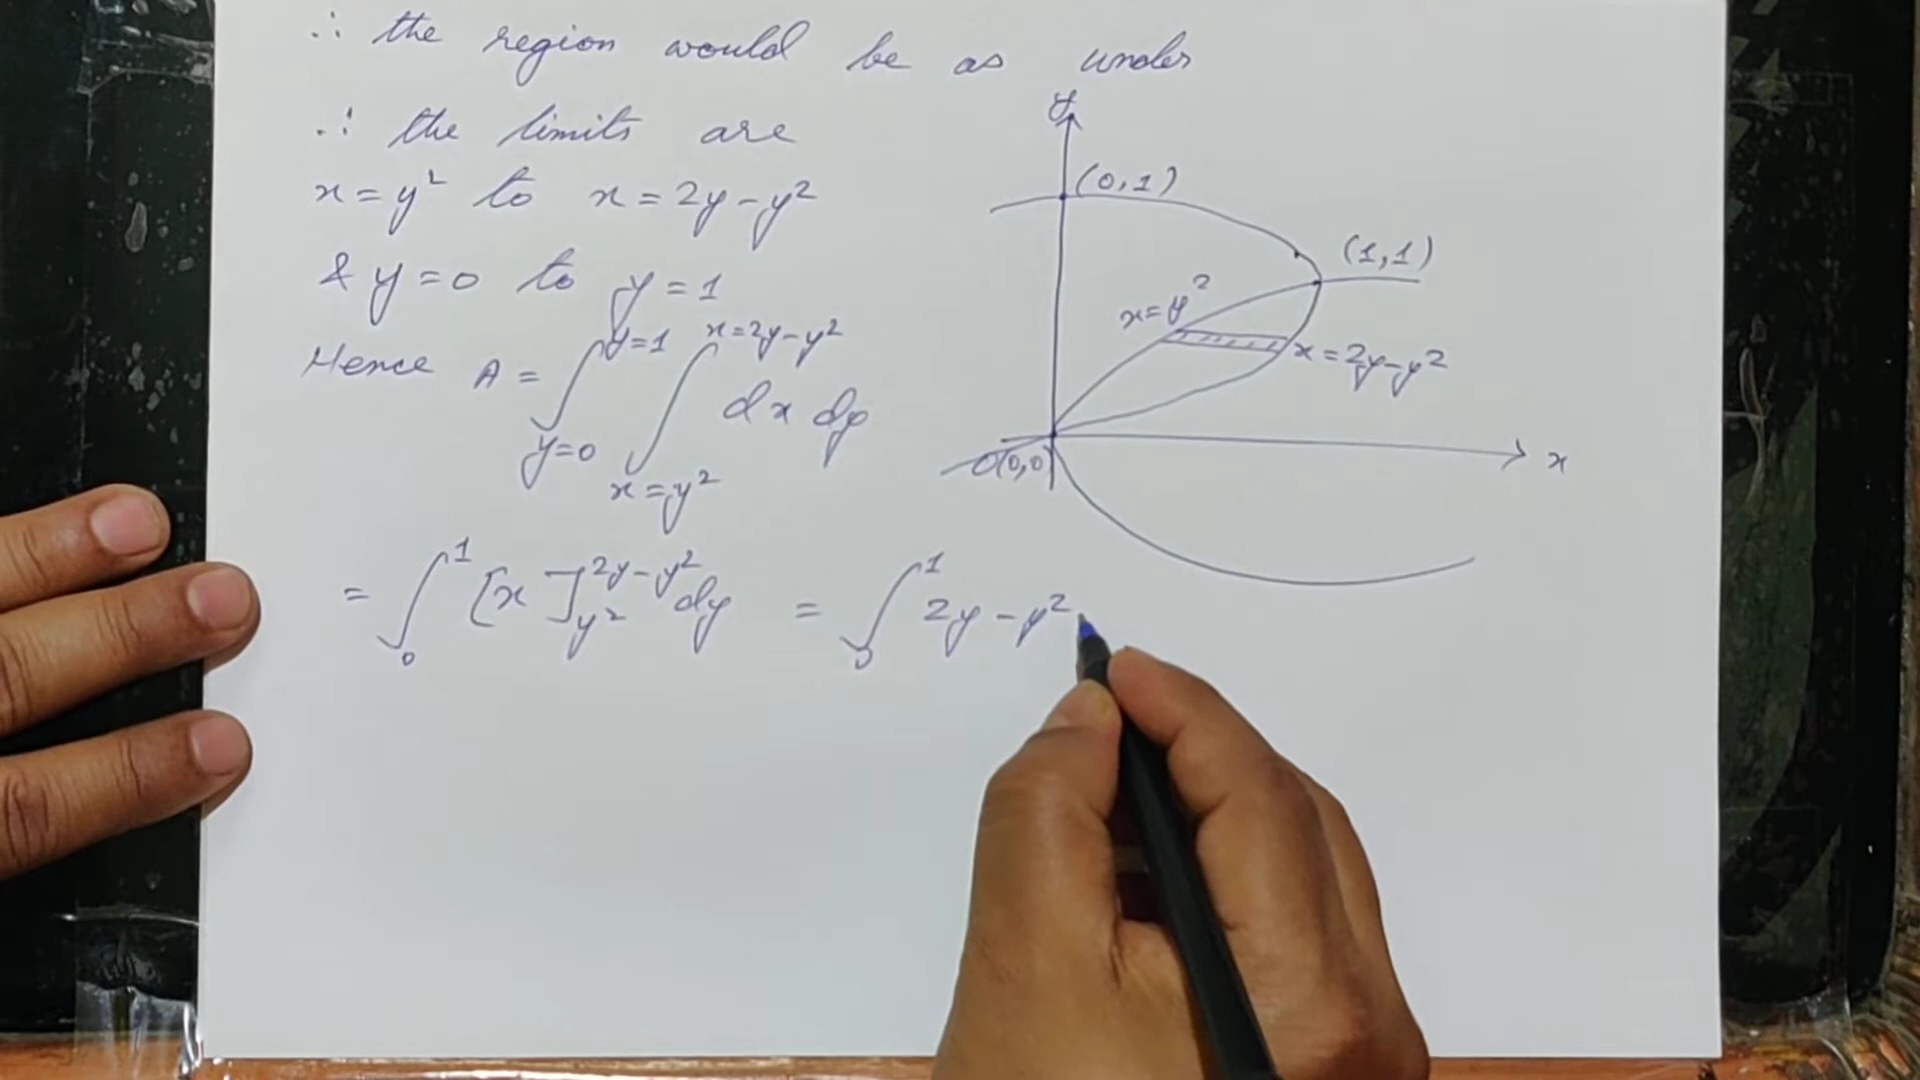 ∴ the region would be as under
∴ the limits are
x = y² to x = 2y - y²
& y = 0 to y = 1
Hence A = ∫_{y=0}^{y=1} ∫_{x=y²}^{x=2y-y²} dx dy
= ∫_0^1 [x]_{y²}^{2y-y²} dy = ∫_0^1 2y - y²
y
(0,1)
(1,1)
x = y²
x = 2y - y²
O(0,0)
x